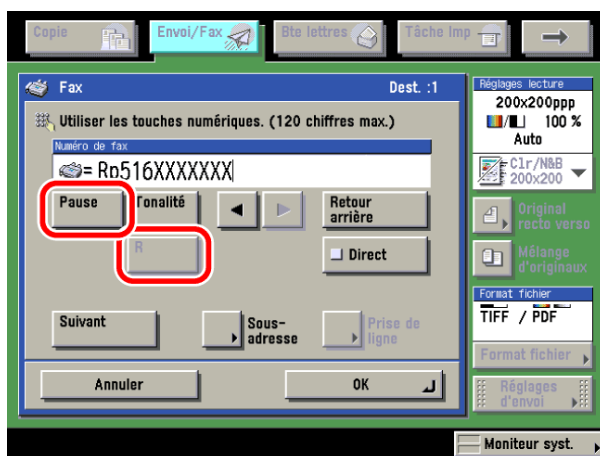 Copie
Envoi/Fax
Bte lettres
Tâche Imp
Fax
Dest. :1
Utiliser les touches numériques. (120 chiffres max.)
Numéro de fax
= Rp516XXXXXXX
Pause
Tonalité
Retour
arrière
R
Direct
Suivant
Sous-
adresse
Prise de
ligne
Annuler
OK
Réglages lecture
200x200ppp
100 %
Auto
Clr/N&B
200x200
Original
recto verso
Mélange
d'originaux
Format fichier
TIFF / PDF
Format fichier
Réglages
d'envoi
Moniteur syst.